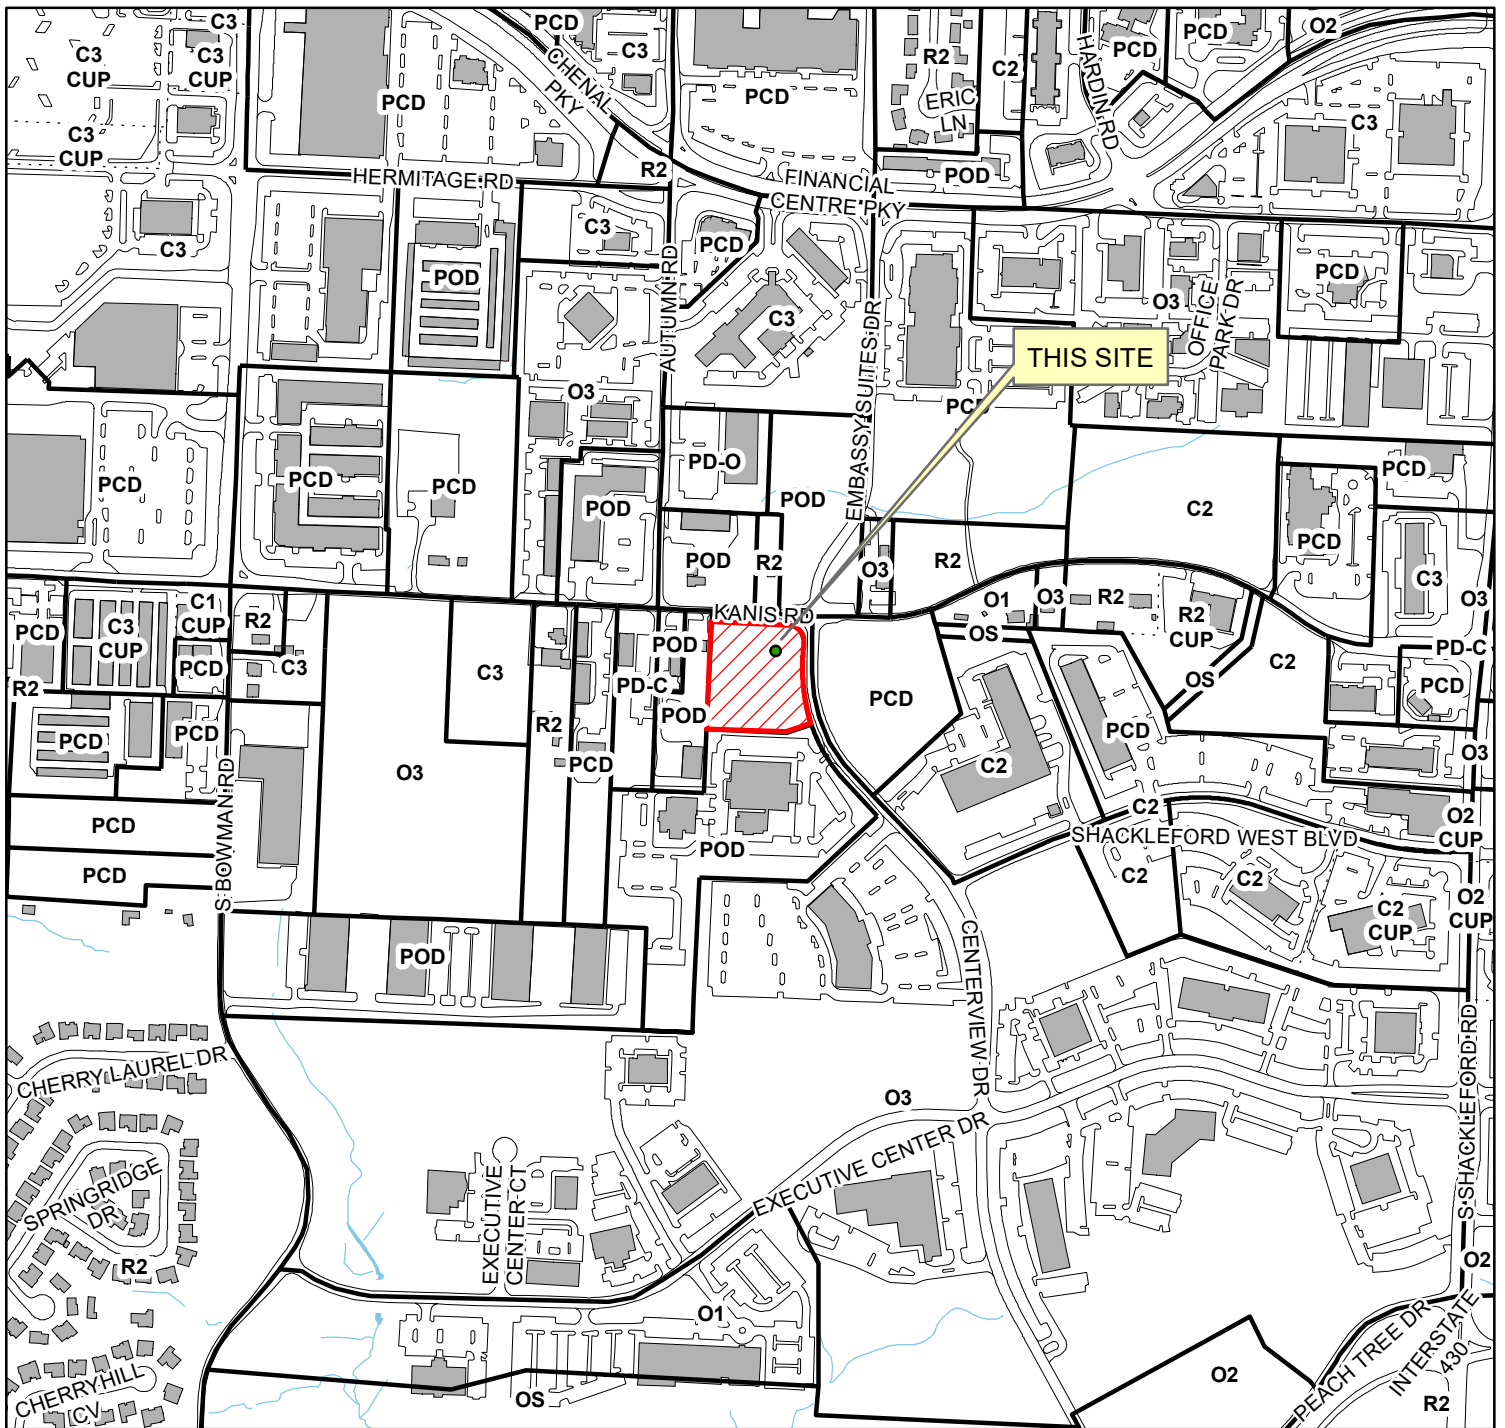 C3
CUP
C3
CUP
C3
PCD
C3
PCD
R2
C2
PCD
PCD
O2
HARDIN RD
CHENAL
PKY
PCD
ERIC
LN
C3
C3
CUP
HERMITAGE RD
R2
FINANCIAL
CENTRE PKY
POD
C3
C3
PCD
POD
AUTUMN RD
C3
EMBASSY SUITES DR
O3
OFFICE
PARK DR
PCD
THIS SITE
O3
PCD
PCD
PCD
PCD
POD
PD-O
POD
C2
PCD
PCD
POD
R2
O3
R2
C3
KANIS RD
PCD
C3
CUP
C1
CUP
PCD
R2
C3
R2
O1
O3
R2
R2
CUP
OS
OS
C2
O3
PD-C
PCD
POD
PD-C
POD
C3
R2
PCD
PCD
PCD
C2
PCD
O3
PCD
O3
S BOWMAN RD
PCD
PCD
POD
C2
SHACKLEFORD WEST BLVD
O2
CUP
C2
C2
C2
CUP
O2
CUP
POD
CENTERVIEW DR
S SHACKLEFORD RD
CHERRY LAUREL DR
O3
EXECUTIVE CENTER DR
SPRINGRIDGE
DR
R2
EXECUTIVE
CENTER CT
O1
O2
CHERRYHILL
CV
OS
O2
PEACH TREE DR
INTERSTATE
430
R2